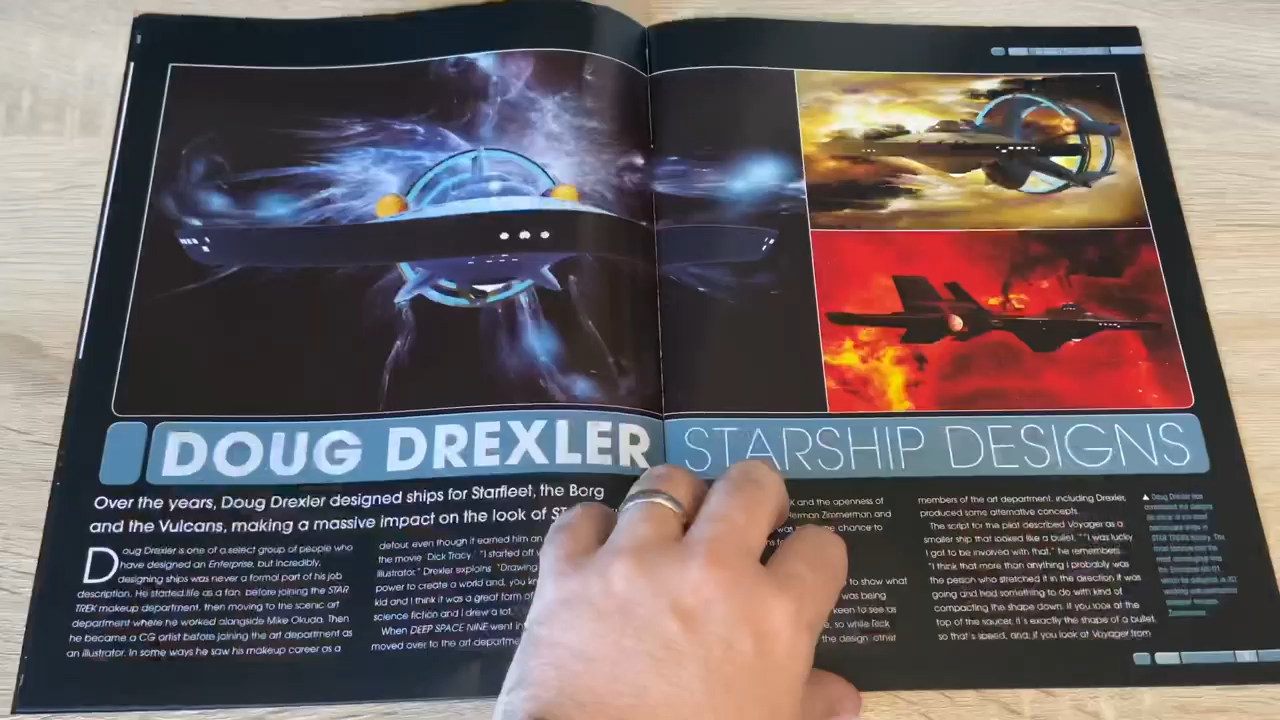 DOUG DREXLER STARSHIP DESIGNS
Over the years, Doug Drexler designed ships for Starfleet, the Borg
and the Vulcans, making a massive impact on the look of
Doug Drexler is one of a select group of people who
have designed an Enterprise, but incredibly,
designing ships was never a formal part of his job
description. He started life as a fan, before joining the STAR
TREK makeup department, then moving to the scenic art
department where he worked alongside Mike Okuda. Then
he became a CG artist before joining the art department as
an illustrator. In some ways he saw his makeup career as a
detour, even though it earned him an
the movie 'Dick Tracy.' "I started off
illustrator," Drexler explains. "Drawing
power to create a world and, you
kid and I think it was a great form of
science fiction and I drew a lot.
When DEEP SPACE NINE went
moved over to the art
and the openness of
Herman Zimmerman and
chance to
to show what
was being
keen to see as
so while Rick
the design, other
members of the art department, including Drexler,
produced some alternative concepts.
The script for the pilot described Voyager as a
smaller ship that looked like a bullet. "I was lucky
I got to be involved with that," he remembers.
"I think that more than anything I probably was
the person who stretched it in the direction it was
going and had something to do with kind of
compacting the shape down. If you look at the
top of the saucer, it's exactly the shape of a bullet,
so that's speed, and, if you look at Voyager from
▲ Doug Drexler has